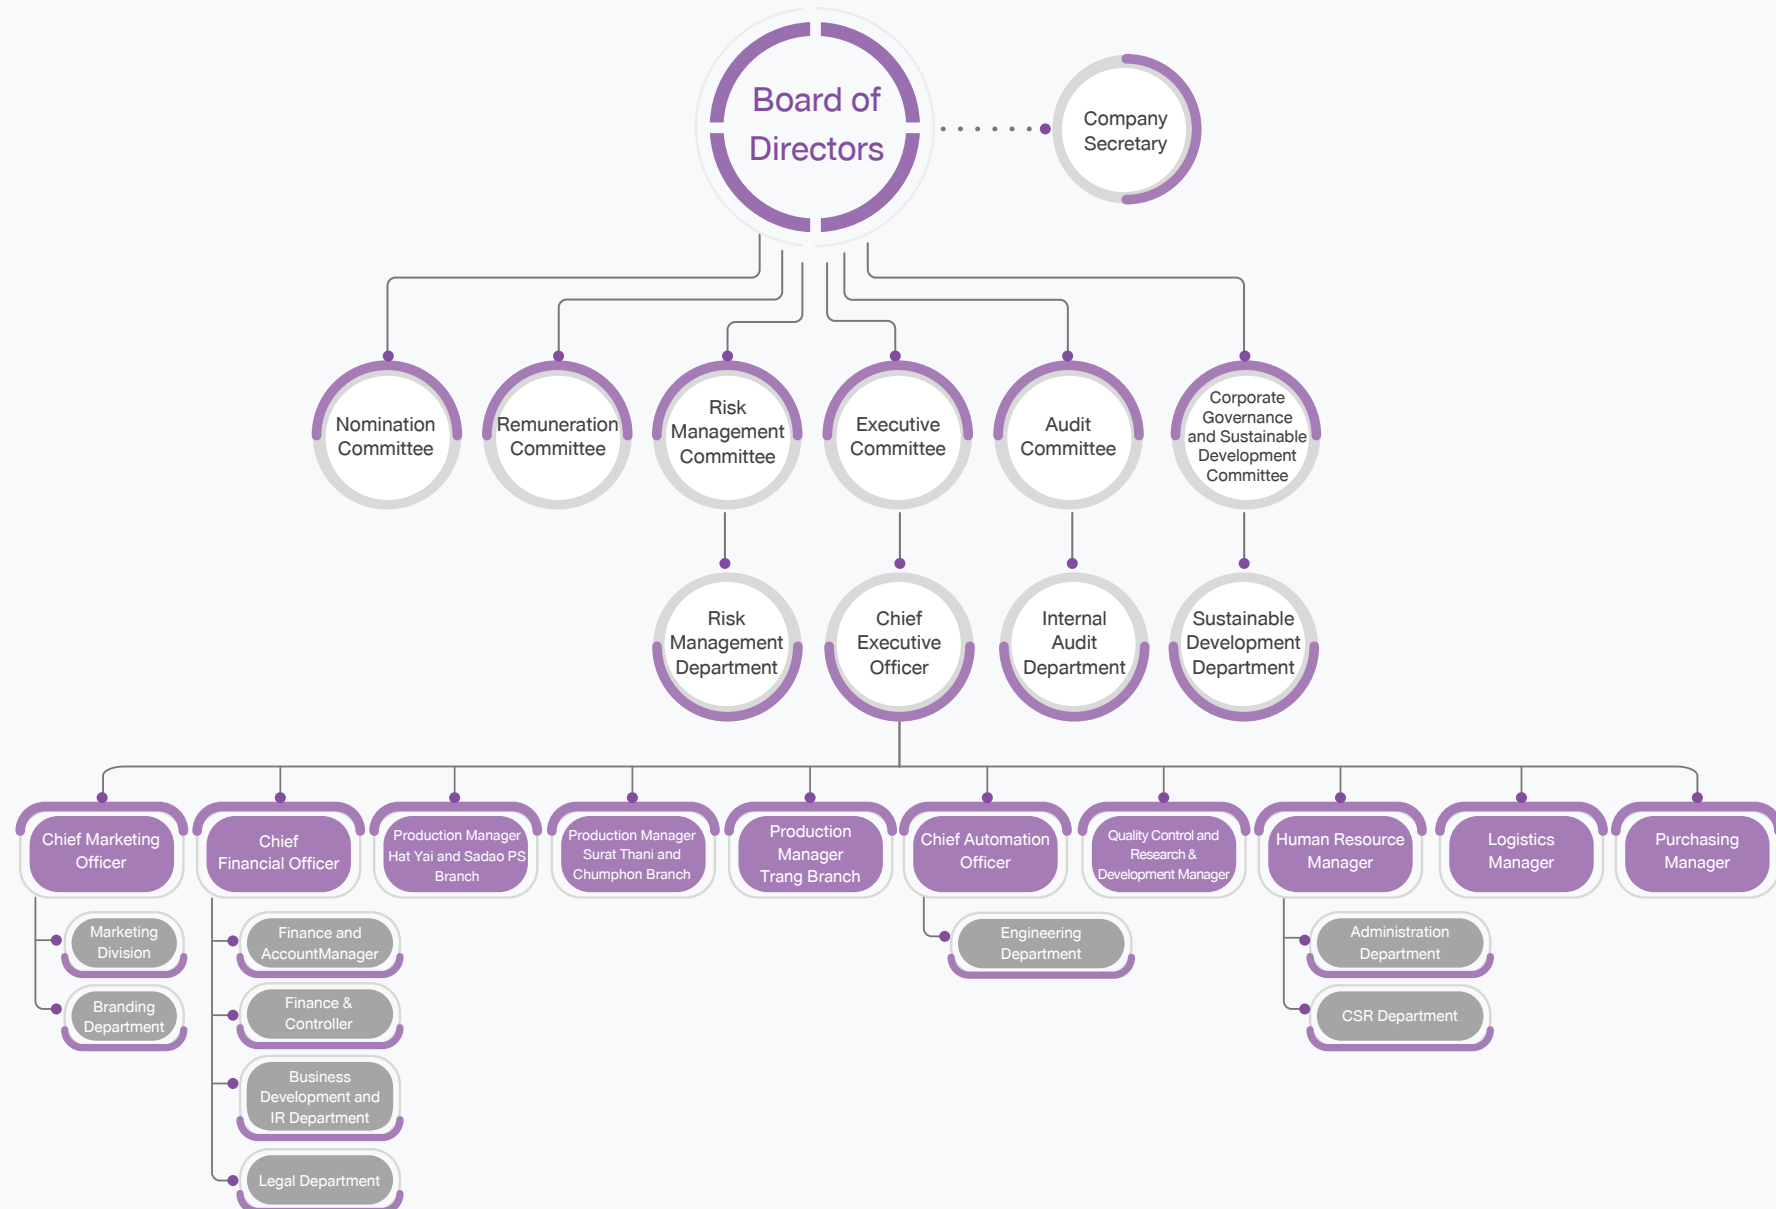 Board of
Directors
Company
Secretary
Nomination
Committee
Remuneration
Committee
Risk
Management
Committee
Executive
Committee
Audit
Committee
Corporate
Governance
and Sustainable
Development
Committee
Risk
Management
Department
Chief
Executive
Officer
Internal
Audit
Department
Sustainable
Development
Department
Chief Marketing
Officer
Chief
Financial Officer
Production Manager
Hat Yai and Sadao PS
Branch
Production Manager
Surat Thani and
Chumphon Branch
Production
Manager
Trang Branch
Chief Automation
Officer
Quality Control and
Research &
Development Manager
Human Resource
Manager
Logistics
Manager
Purchasing
Manager
Marketing
Division
Branding
Department
Finance and
AccountManager
Finance &
Controller
Business
Development and
IR Department
Legal Department
Engineering
Department
Administration
Department
CSR Department